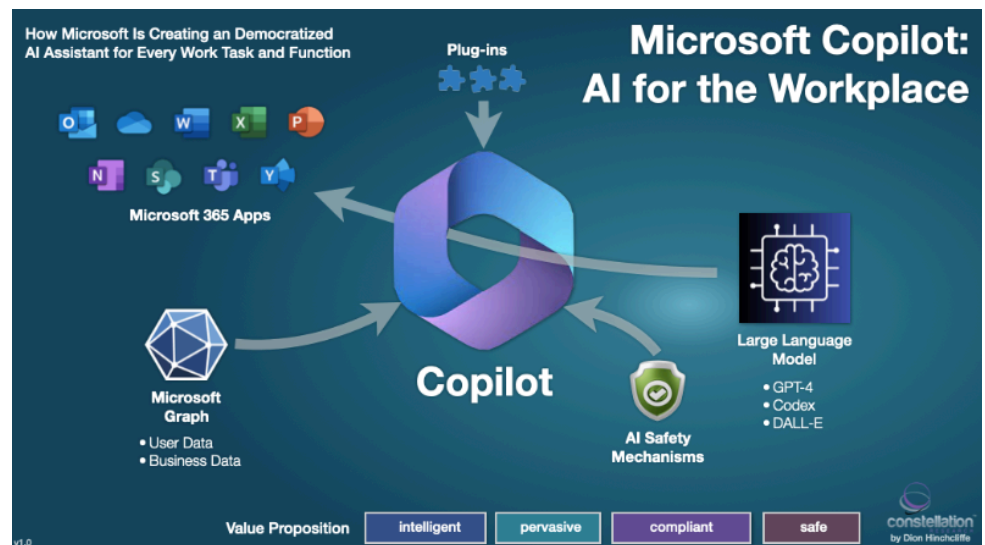 How Microsoft Is Creating an Democratized
AI Assistant for Every Work Task and Function
Microsoft Copilot:
AI for the Workplace
Plug-ins
O
W
X
P
N
S
T
Y
Microsoft 365 Apps
Large Language
Model
• GPT-4
• Codex
• DALL-E
Copilot
Microsoft
Graph
• User Data
• Business Data
AI Safety
Mechanisms
Value Proposition
intelligent
pervasive
compliant
safe
constellation
by Dion Hinchcliffe
v1.0